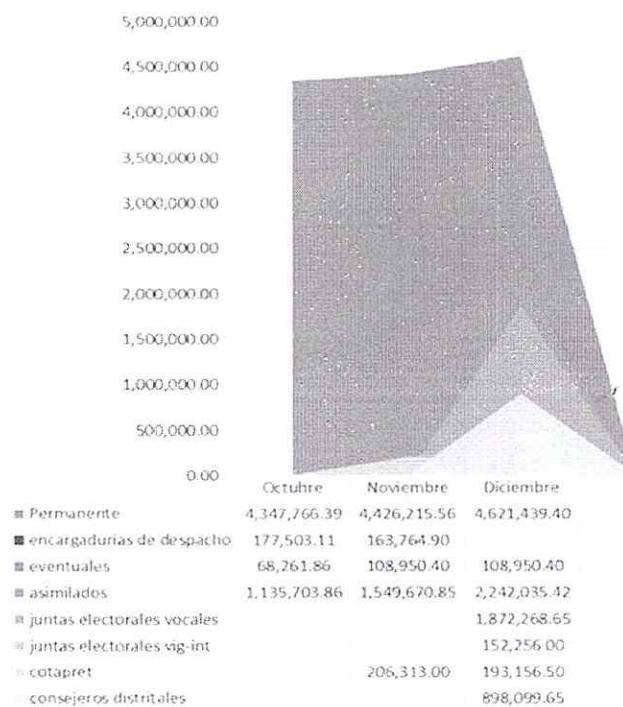 5,000,000.00
4,500,000.00
4,000,000.00
3,500,000.00
3,000,000.00
2,500,000.00
2,000,000.00
1,500,000.00
1,000,000.00
500,000.00
0.00
Octubre Noviembre Diciembre
Permanente 4,347,766.39 4,426,215.56 4,621,439.40
encargadurias de despacho 177,503.11 163,764.90
eventuales 68,261.86 108,950.40 108,950.40
asimilados 1,135,703.86 1,549,670.85 2,242,035.42
juntas electorales vocales 1,872,268.65
juntas electorales vig-int 152,256.00
cotapret 206,313.00 193,156.50
consejeros distritales 898,099.65